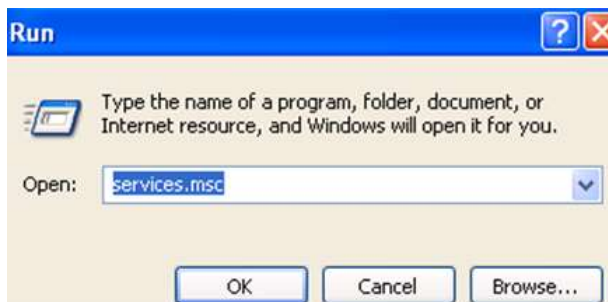 Run
Type the name of a program, folder, document, or
Internet resource, and Windows will open it for you.
Open: services.msc
OK Cancel Browse...